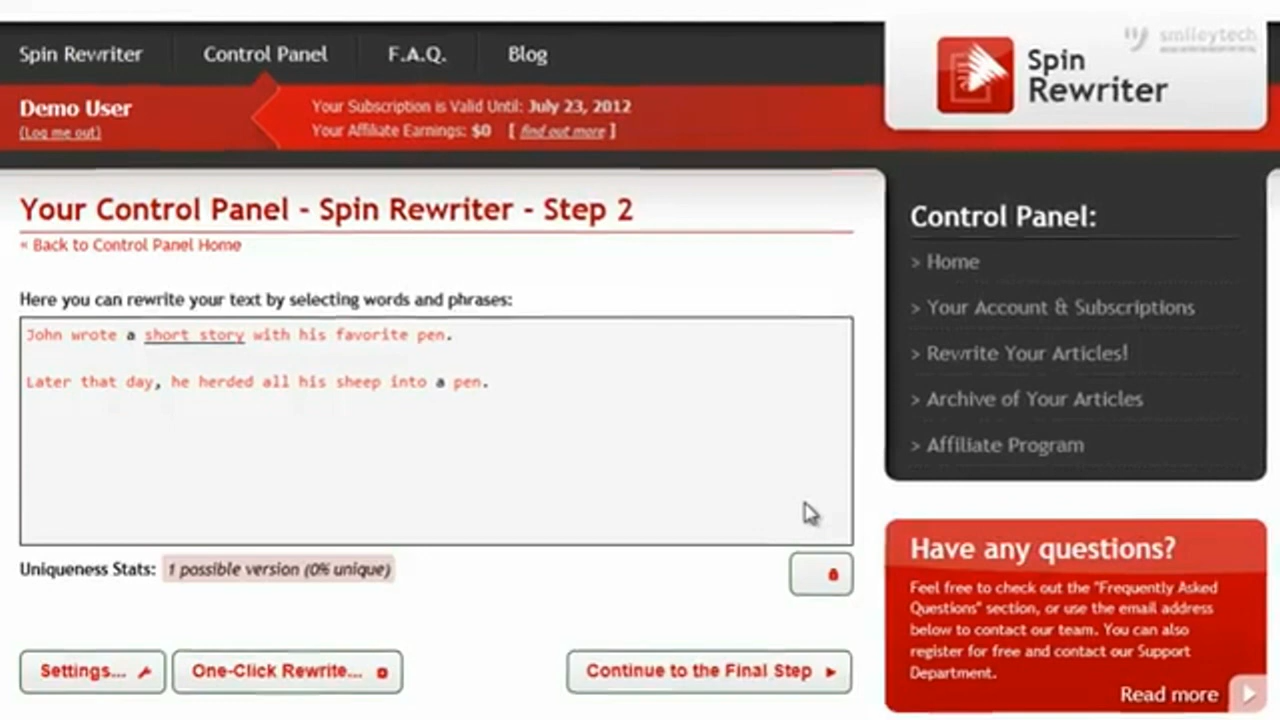 Spin Rewriter
Control Panel
F.A.Q.
Blog
smileytech
Spin
Rewriter
Demo User
(Log me out)
Your Subscription is Valid Until: July 23, 2012
Your Affiliate Earnings: $0 [ find out more ]
Your Control Panel - Spin Rewriter - Step 2
« Back to Control Panel Home
Here you can rewrite your text by selecting words and phrases:
John wrote a short story with his favorite pen.
Later that day, he herded all his sheep into a pen.
Uniqueness Stats: 1 possible version (0% unique)
Settings...
One-Click Rewrite...
Continue to the Final Step
Control Panel:
> Home
> Your Account & Subscriptions
> Rewrite Your Articles!
> Archive of Your Articles
> Affiliate Program
Have any questions?
Feel free to check out the "Frequently Asked
Questions" section, or use the email address
below to contact our team. You can also
register for free and contact our Support
Department.
Read more